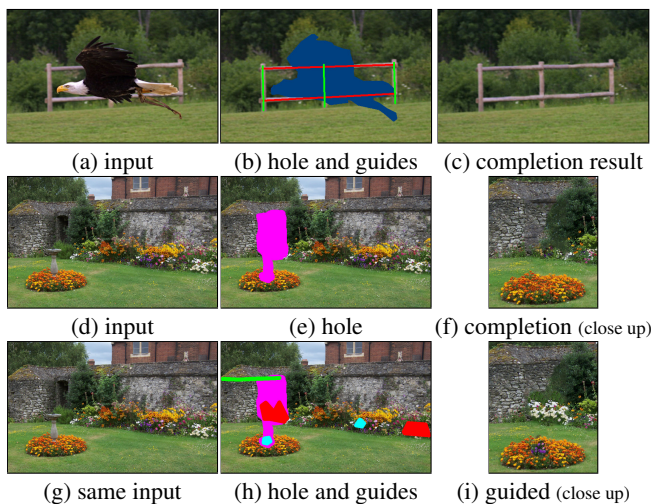 (a) input (b) hole and guides (c) completion result
(d) input (e) hole (f) completion (close up)
(g) same input (h) hole and guides (i) guided (close up)